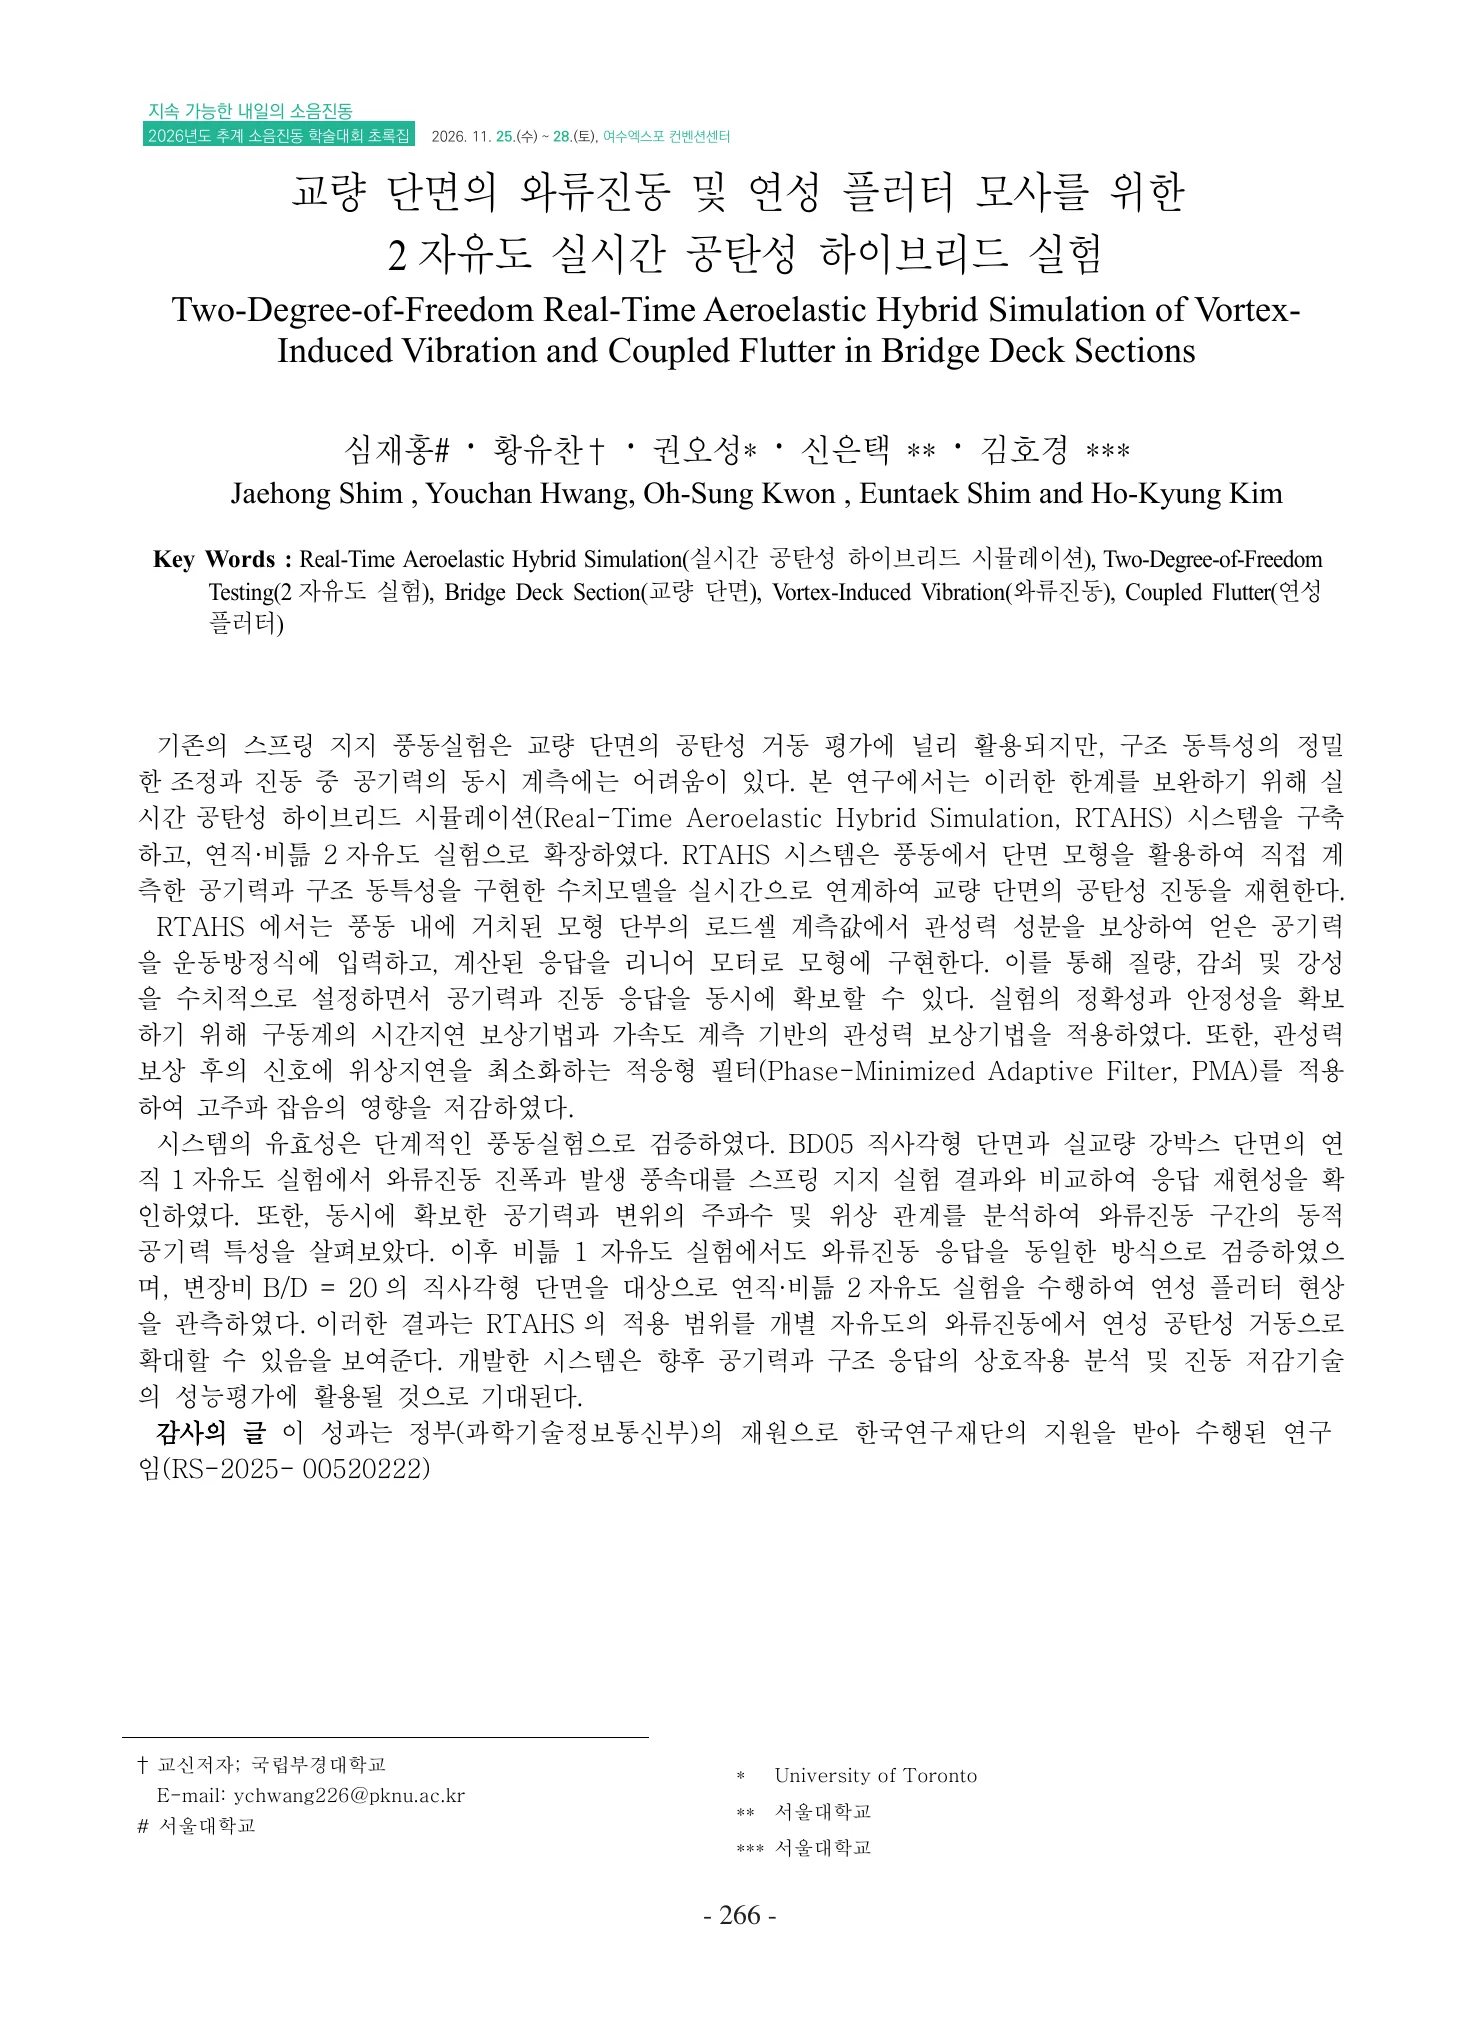 지속 가능한 내일의 소음진동
2026년도 추계 소음진동 학술대회 초록집 2026. 11. 25.(수) ~ 28.(토), 여수엑스포 컨벤션센터
교량 단면의 와류진동 및 연성 플러터 모사를 위한
2 자유도 실시간 공탄성 하이브리드 실험
Two-Degree-of-Freedom Real-Time Aeroelastic Hybrid Simulation of Vortex-
Induced Vibration and Coupled Flutter in Bridge Deck Sections
심재홍# · 황유찬† · 권오성* · 신은택 ** · 김호경 ***
Jaehong Shim , Youchan Hwang, Oh-Sung Kwon , Euntaek Shim and Ho-Kyung Kim
Key Words : Real-Time Aeroelastic Hybrid Simulation(실시간 공탄성 하이브리드 시뮬레이션), Two-Degree-of-Freedom
Testing(2 자유도 실험), Bridge Deck Section(교량 단면), Vortex-Induced Vibration(와류진동), Coupled Flutter(연성
플러터)
기존의 스프링 지지 풍동실험은 교량 단면의 공탄성 거동 평가에 널리 활용되지만, 구조 동특성의 정밀
한 조정과 진동 중 공기력의 동시 계측에는 어려움이 있다. 본 연구에서는 이러한 한계를 보완하기 위해 실
시간 공탄성 하이브리드 시뮬레이션(Real-Time Aeroelastic Hybrid Simulation, RTAHS) 시스템을 구축
하고, 연직·비틂 2 자유도 실험으로 확장하였다. RTAHS 시스템은 풍동에서 단면 모형을 활용하여 직접 계
측한 공기력과 구조 동특성을 구현한 수치모델을 실시간으로 연계하여 교량 단면의 공탄성 진동을 재현한다.
RTAHS 에서는 풍동 내에 거치된 모형 단부의 로드셀 계측값에서 관성력 성분을 보상하여 얻은 공기력
을 운동방정식에 입력하고, 계산된 응답을 리니어 모터로 모형에 구현한다. 이를 통해 질량, 감쇠 및 강성
을 수치적으로 설정하면서 공기력과 진동 응답을 동시에 확보할 수 있다. 실험의 정확성과 안정성을 확보
하기 위해 구동계의 시간지연 보상기법과 가속도 계측 기반의 관성력 보상기법을 적용하였다. 또한, 관성력
보상 후의 신호에 위상지연을 최소화하는 적응형 필터(Phase-Minimized Adaptive Filter, PMA)를 적용
하여 고주파 잡음의 영향을 저감하였다.
시스템의 유효성은 단계적인 풍동실험으로 검증하였다. BD05 직사각형 단면과 실교량 강박스 단면의 연
직 1 자유도 실험에서 와류진동 진폭과 발생 풍속대를 스프링 지지 실험 결과와 비교하여 응답 재현성을 확
인하였다. 또한, 동시에 확보한 공기력과 변위의 주파수 및 위상 관계를 분석하여 와류진동 구간의 동적
공기력 특성을 살펴보았다. 이후 비틂 1 자유도 실험에서도 와류진동 응답을 동일한 방식으로 검증하였으
며, 변장비 B/D = 20 의 직사각형 단면을 대상으로 연직·비틂 2 자유도 실험을 수행하여 연성 플러터 현상
을 관측하였다. 이러한 결과는 RTAHS 의 적용 범위를 개별 자유도의 와류진동에서 연성 공탄성 거동으로
확대할 수 있음을 보여준다. 개발한 시스템은 향후 공기력과 구조 응답의 상호작용 분석 및 진동 저감기술
의 성능평가에 활용될 것으로 기대된다.
감사의 글 이 성과는 정부(과학기술정보통신부)의 재원으로 한국연구재단의 지원을 받아 수행된 연구
임(RS-2025- 00520222)
† 교신저자; 국립부경대학교
E-mail: ychwang226@pknu.ac.kr
# 서울대학교
* University of Toronto
** 서울대학교
*** 서울대학교
- 266 -